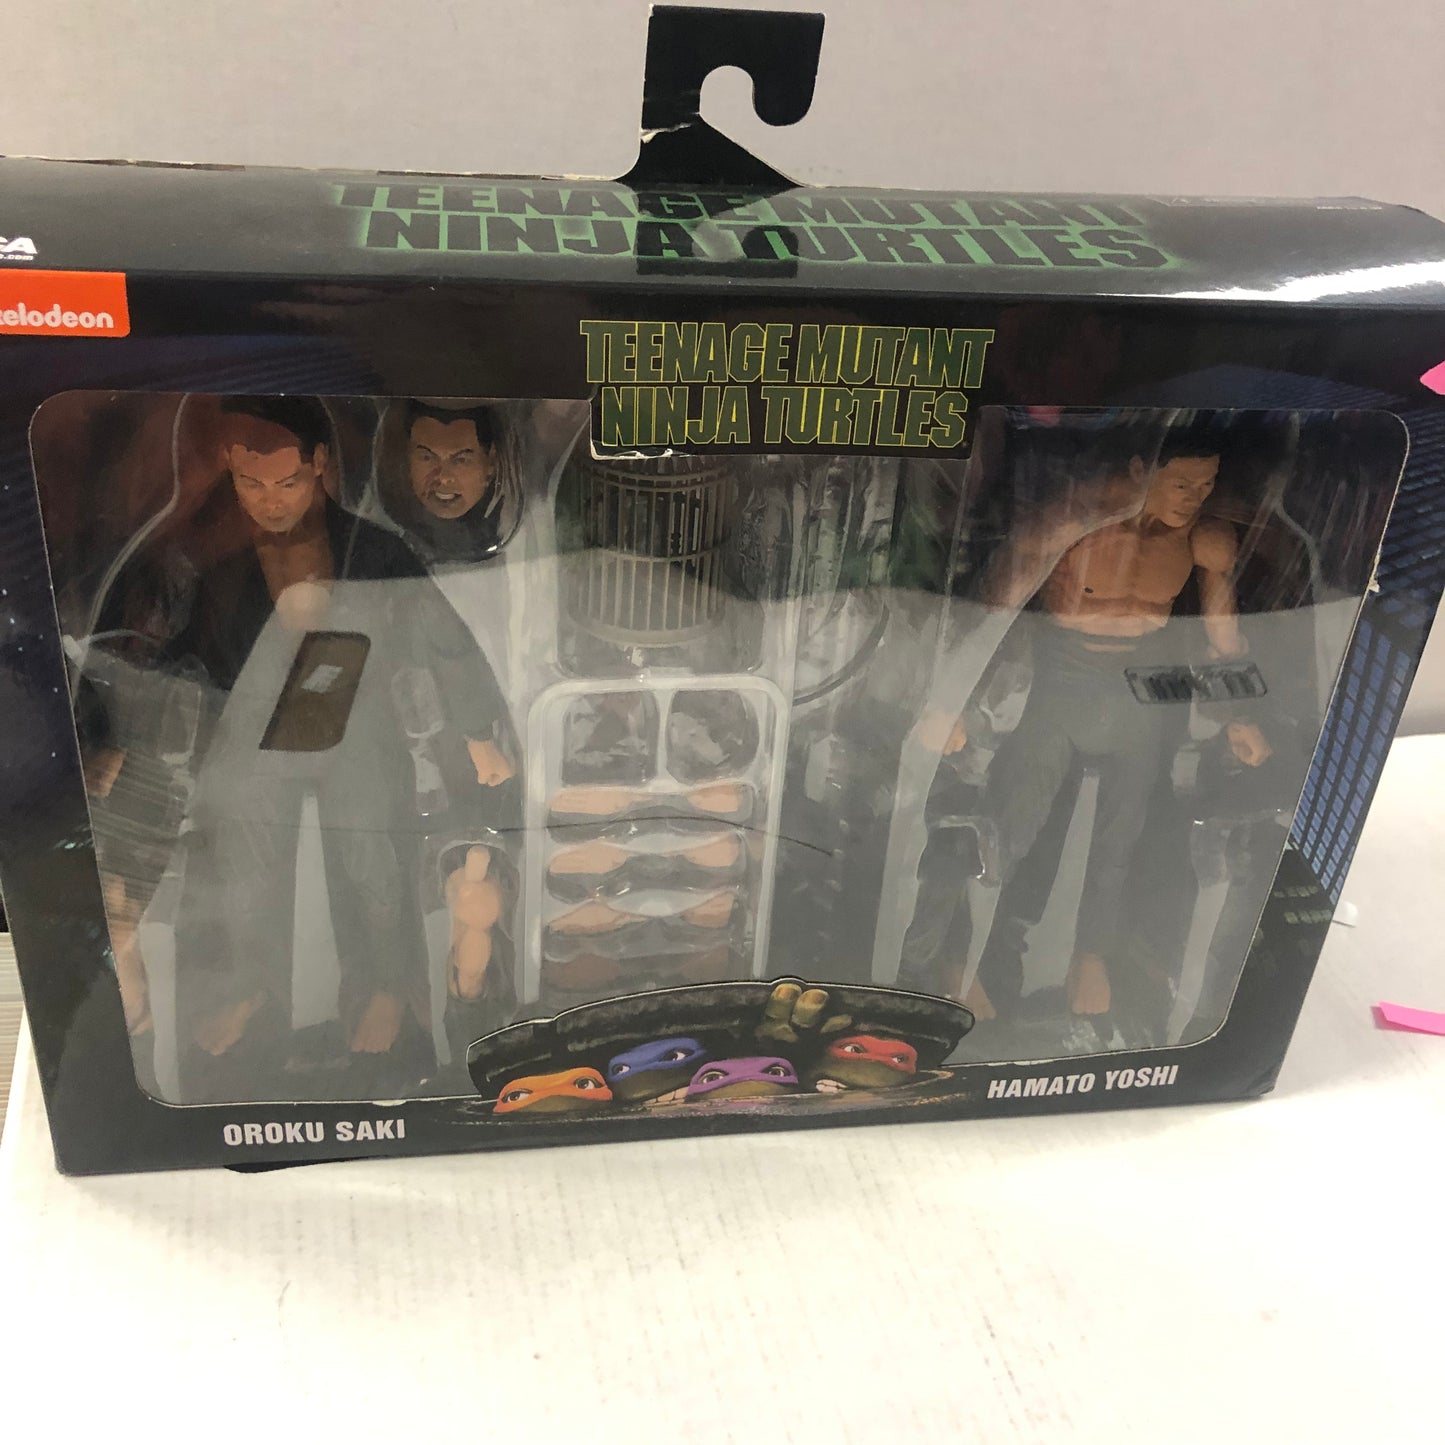 TEENAGE MUTANT
NINJA TURTLES
elodeon
TEENAGE MUTANT
NINJA TURTLES
OROKU SAKI
HAMATO YOSHI